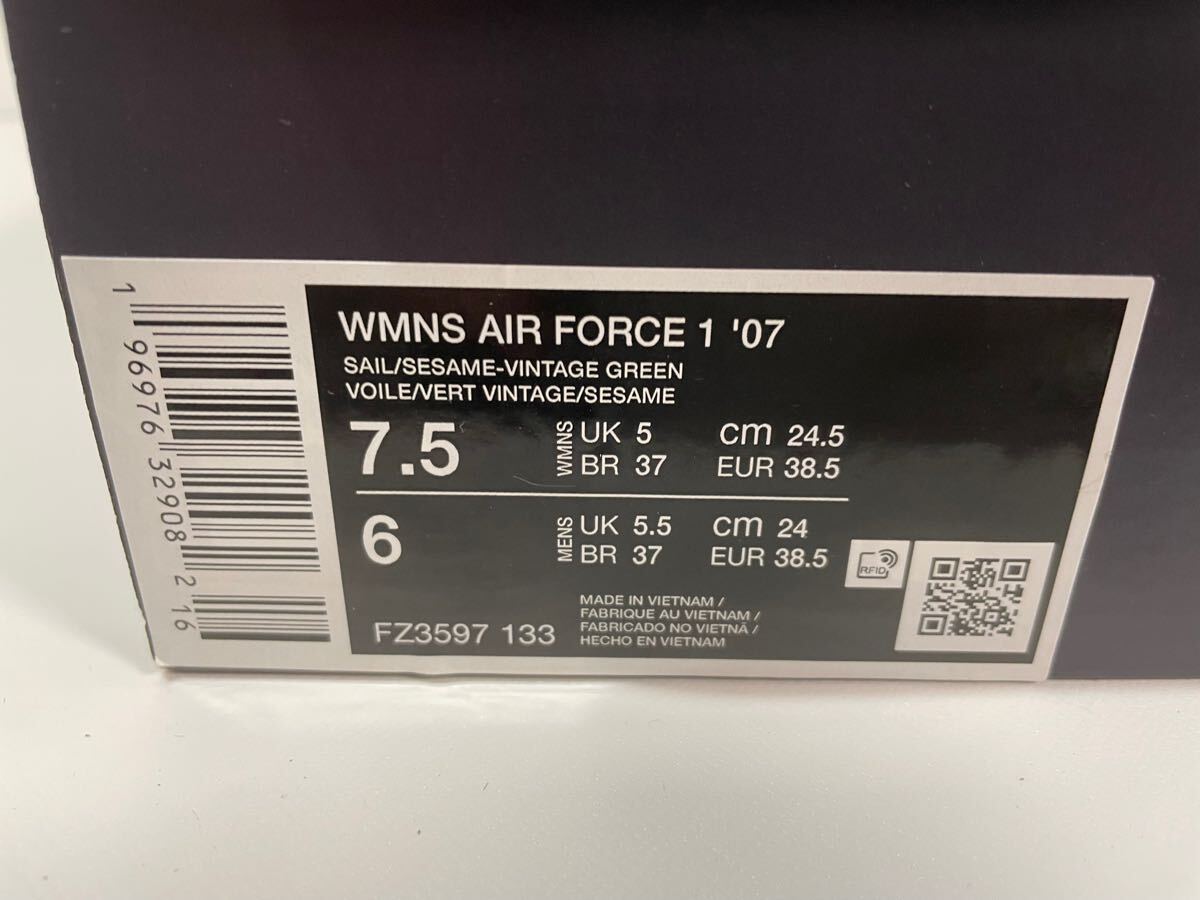 1 96976 32908 2 16
WMNS AIR FORCE 1 '07
SAIL/SESAME-VINTAGE GREEN
VOILE/VERT VINTAGE/SESAME
7.5 WMNS UK 5 cm 24.5
BR 37 EUR 38.5
6 MENS UK 5.5 cm 24
BR 37 EUR 38.5
RFID
FZ3597 133
MADE IN VIETNAM /
FABRIQUE AU VIETNAM /
FABRICADO NO VIETNÃ /
HECHO EN VIETNAM